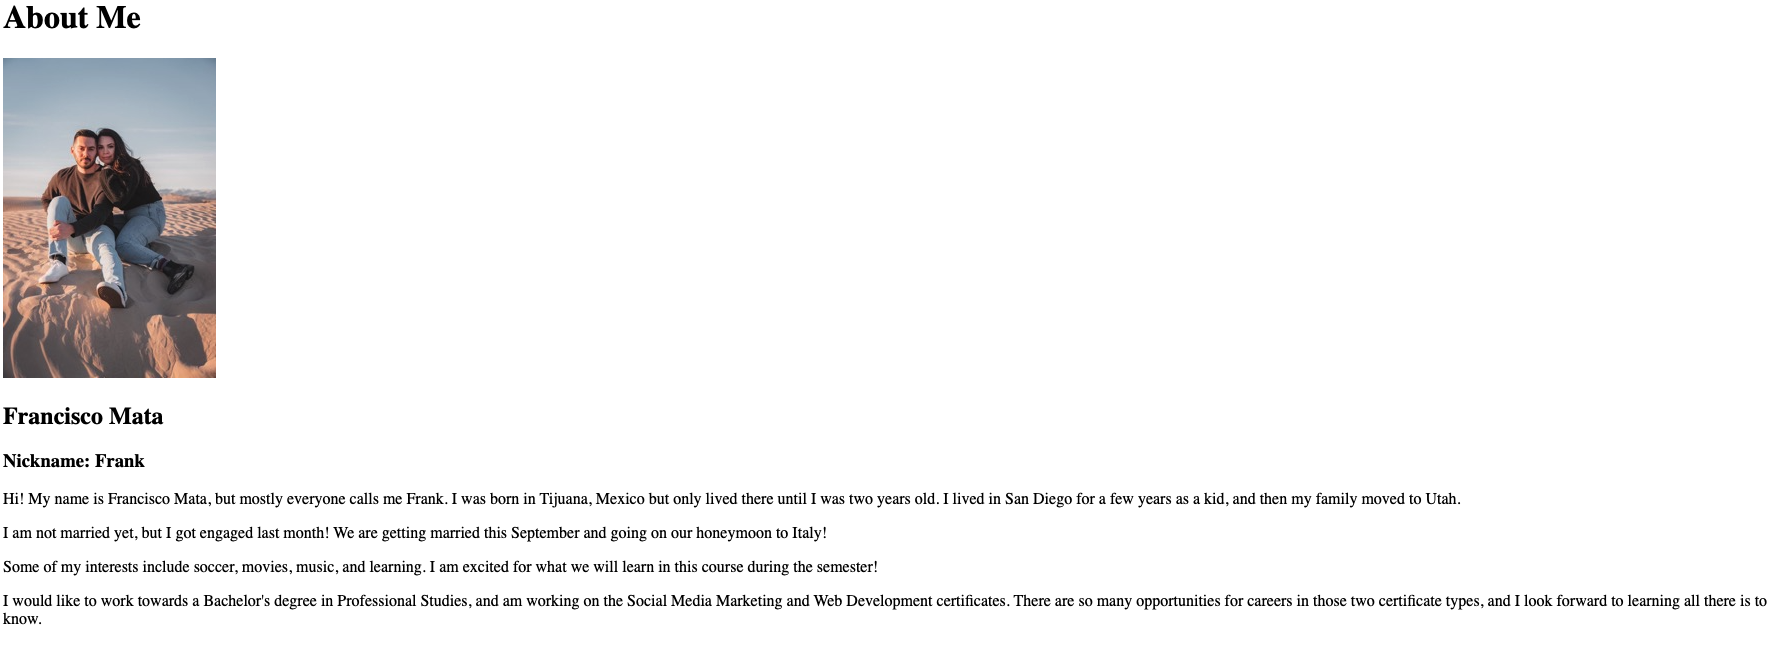 About Me
Francisco Mata
Nickname: Frank
Hi! My name is Francisco Mata, but mostly everyone calls me Frank. I was born in Tijuana, Mexico but only lived there until I was two years old. I lived in San Diego for a few years as a kid, and then my family moved to Utah.
I am not married yet, but I got engaged last month! We are getting married this September and going on our honeymoon to Italy!
Some of my interests include soccer, movies, music, and learning. I am excited for what we will learn in this course during the semester!
I would like to work towards a Bachelor's degree in Professional Studies, and am working on the Social Media Marketing and Web Development certificates. There are so many opportunities for careers in those two certificate types, and I look forward to learning all there is to
know.